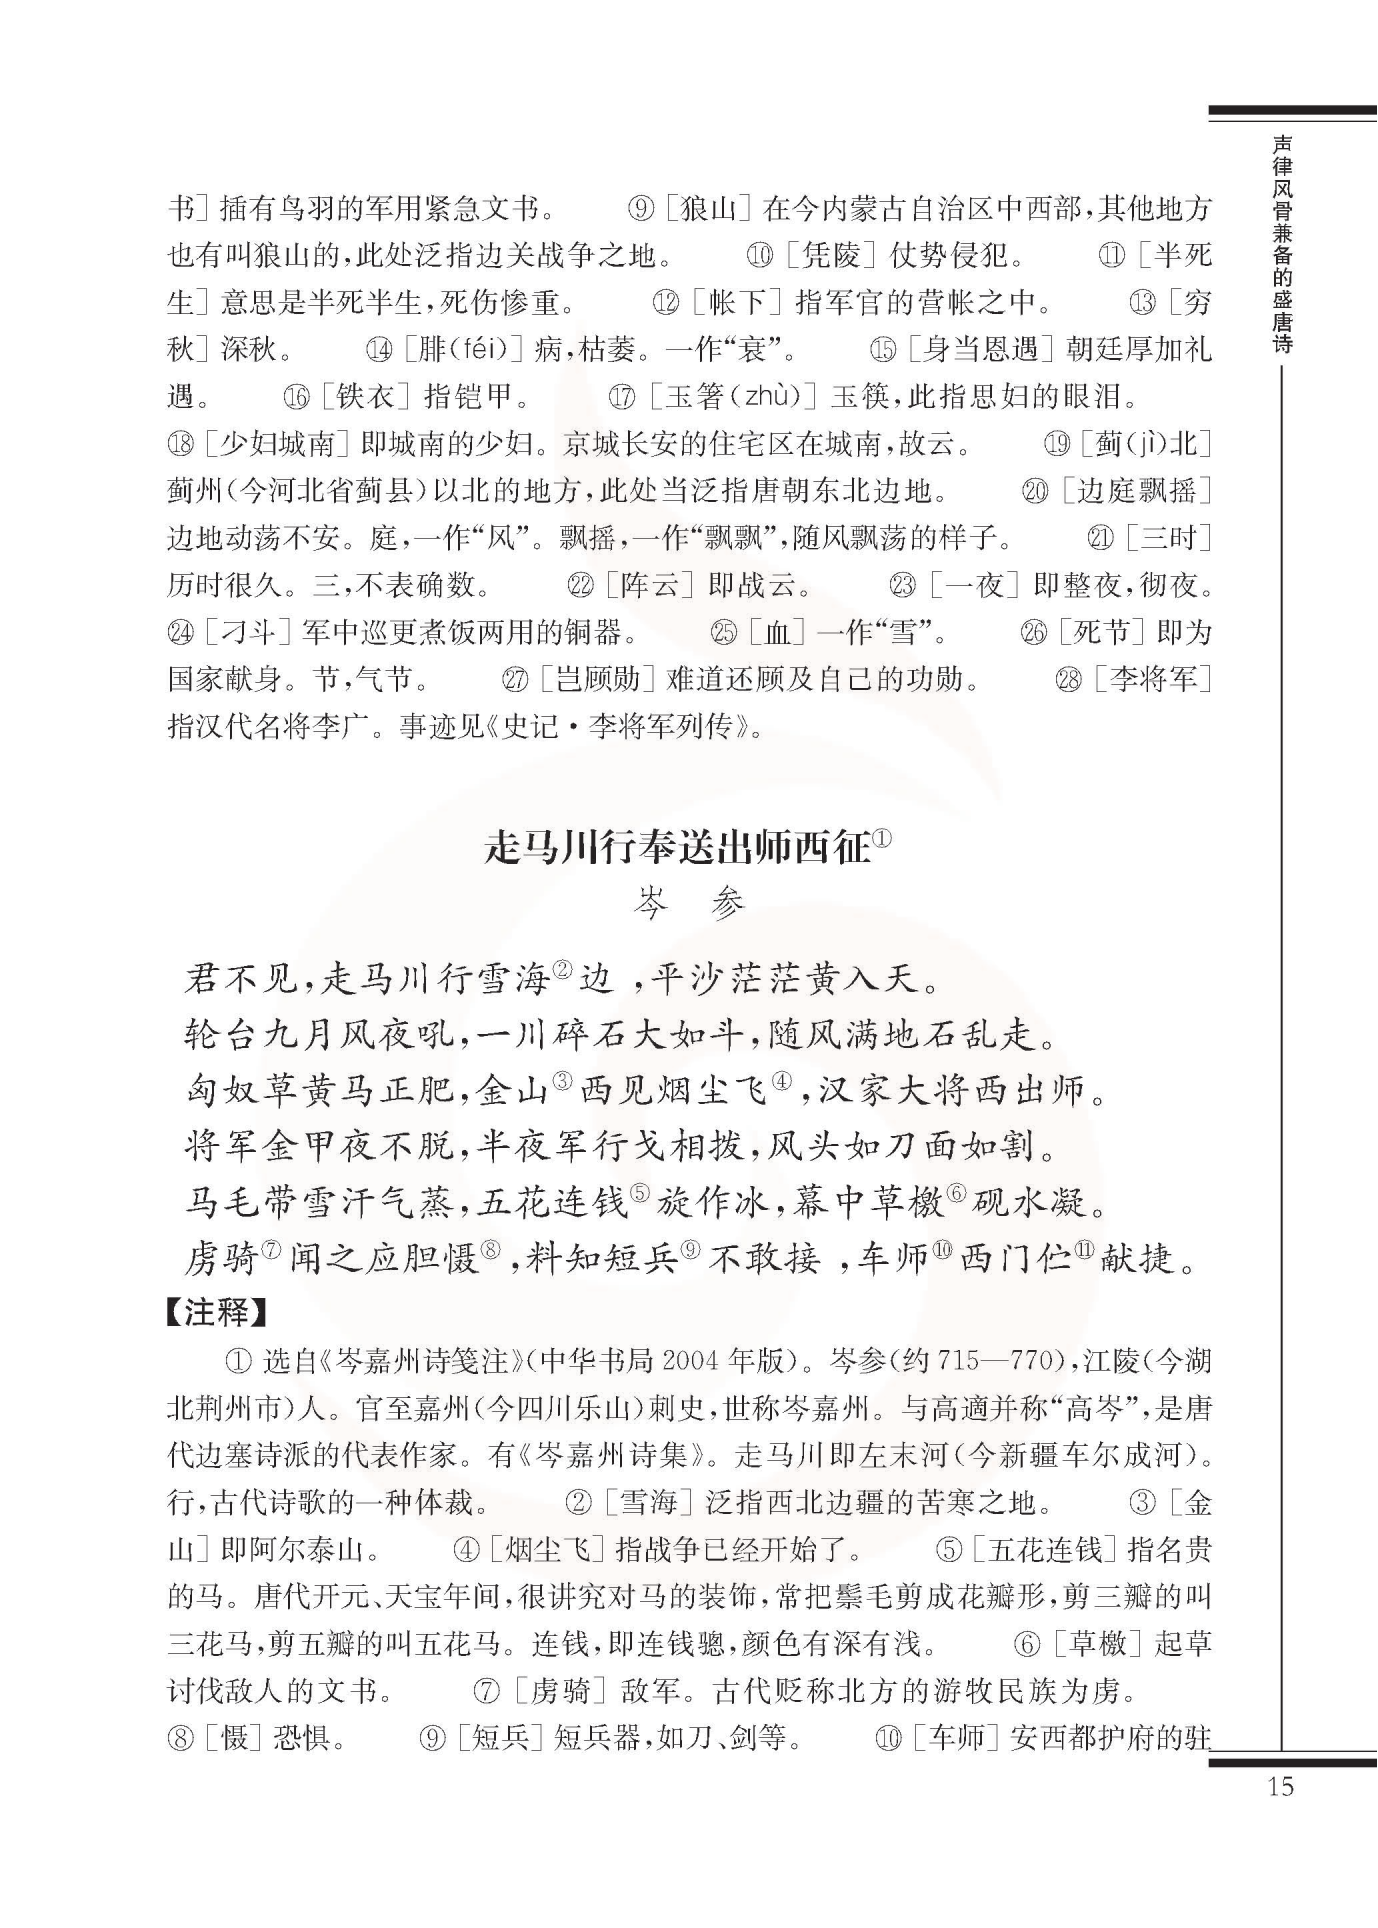 声律风骨兼备的盛唐诗
书］插有鸟羽的军用紧急文书。 ⑨［狼山］在今内蒙古自治区中西部，其他地方
也有叫狼山的，此处泛指边关战争之地。 ⑩［凭陵］仗势侵犯。 ⑪［半死
生］意思是半死半生，死伤惨重。 ⑫［帐下］指军官的营帐之中。 ⑬［穷
秋］深秋。 ⑭［腓（féi）］病，枯萎。一作“衰”。 ⑮［身当恩遇］朝廷厚加礼
遇。 ⑯［铁衣］指铠甲。 ⑰［玉箸（zhù）］玉筷，此指思妇的眼泪。
⑱［少妇城南］即城南的少妇。京城长安的住宅区在城南，故云。 ⑲［蓟（jì）北］
蓟州（今河北省蓟县）以北的地方，此处当泛指唐朝东北边地。 ⑳［边庭飘摇］
边地动荡不安。庭，一作“风”。飘摇，一作“飘飘”，随风飘荡的样子。 ㉑［三时］
历时很久。三，不表确数。 ㉒［阵云］即战云。 ㉓［一夜］即整夜，彻夜。
㉔［刁斗］军中巡更煮饭两用的铜器。 ㉕［血］一作“雪”。 ㉖［死节］即为
国家献身。节，气节。 ㉗［岂顾勋］难道还顾及自己的功勋。 ㉘［李将军］
指汉代名将李广。事迹见《史记·李将军列传》。
走马川行奉送出师西征①
岑 参
君不见，走马川行雪海②边，平沙茫茫黄入天。
轮台九月风夜吼，一川碎石大如斗，随风满地石乱走。
匈奴草黄马正肥，金山③西见烟尘飞④，汉家大将西出师。
将军金甲夜不脱，半夜军行戈相拨，风头如刀面如割。
马毛带雪汗气蒸，五花连钱⑤旋作冰，幕中草檄⑥砚水凝。
虏骑⑦闻之应胆慑⑧，料知短兵⑨不敢接，车师⑩西门伫⑪献捷。
【注释】
① 选自《岑嘉州诗笺注》（中华书局 2004 年版）。岑参（约 715—770），江陵（今湖
北荆州市）人。官至嘉州（今四川乐山）刺史，世称岑嘉州。与高適并称“高岑”，是唐
代边塞诗派的代表作家。有《岑嘉州诗集》。走马川即左末河（今新疆车尔成河）。
行，古代诗歌的一种体裁。 ②［雪海］泛指西北边疆的苦寒之地。 ③［金
山］即阿尔泰山。 ④［烟尘飞］指战争已经开始了。 ⑤［五花连钱］指名贵
的马。唐代开元、天宝年间，很讲究对马的装饰，常把鬃毛剪成花瓣形，剪三瓣的叫
三花马，剪五瓣的叫五花马。连钱，即连钱骢，颜色有深有浅。 ⑥［草檄］起草
讨伐敌人的文书。 ⑦［虏骑］敌军。古代贬称北方的游牧民族为虏。
⑧［慑］恐惧。 ⑨［短兵］短兵器，如刀、剑等。 ⑩［车师］安西都护府的驻
15